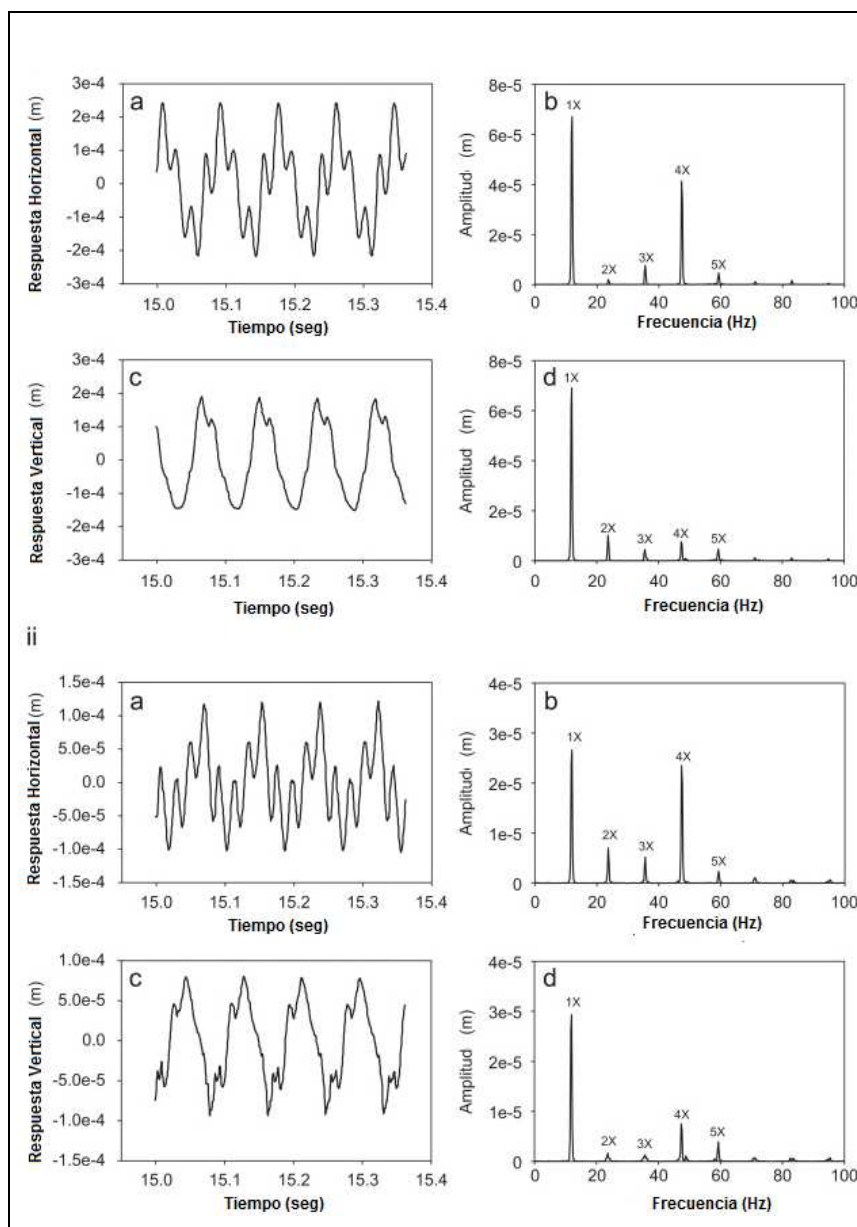 a
Respuesta Horizontal (m)
3e-4
2e-4
1e-4
0
-1e-4
-2e-4
-3e-4
15.0 15.1 15.2 15.3 15.4
Tiempo (seg)
b
Amplitud (m)
8e-5
6e-5
4e-5
2e-5
0
1X
2X
3X
4X
5X
0 20 40 60 80 100
Frecuencia (Hz)
c
Respuesta Vertical (m)
3e-4
2e-4
1e-4
0
-1e-4
-2e-4
-3e-4
15.0 15.1 15.2 15.3 15.4
Tiempo (seg)
d
Amplitud (m)
8e-5
6e-5
4e-5
2e-5
0
1X
2X
3X
4X
5X
0 20 40 60 80 100
Frecuencia (Hz)
ii
a
Respuesta Horizontal (m)
1.5e-4
1.0e-4
5.0e-5
0.0
-5.0e-5
-1.0e-4
-1.5e-4
15.0 15.1 15.2 15.3 15.4
Tiempo (seg)
b
Amplitud (m)
4e-5
3e-5
2e-5
1e-5
0
1X
2X
3X
4X
5X
0 20 40 60 80 100
Frecuencia (Hz)
c
Respuesta Vertical (m)
1.0e-4
5.0e-5
0.0
-5.0e-5
-1.0e-4
-1.5e-4
15.0 15.1 15.2 15.3 15.4
Tiempo (seg)
d
Amplitud (m)
4e-5
3e-5
1e-5
0
1X
2X
3X
4X
5X
0 20 40 60 80 100
Frecuencia (Hz)